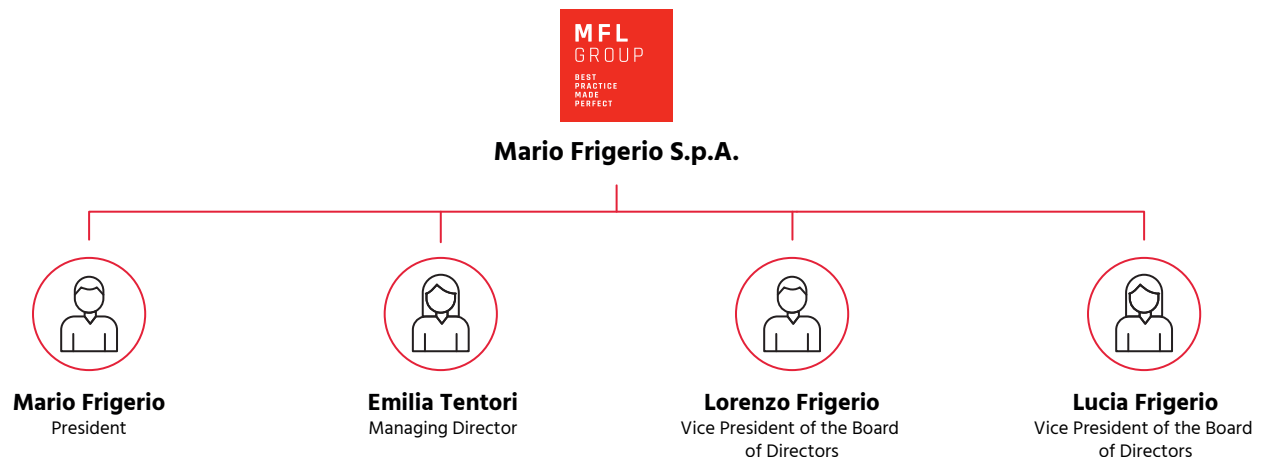 MFL
GROUP
BEST
PRACTICE
MADE
PERFECT
Mario Frigerio S.p.A.
Mario Frigerio
President
Emilia Tentori
Managing Director
Lorenzo Frigerio
Vice President of the Board
of Directors
Lucia Frigerio
Vice President of the Board
of Directors